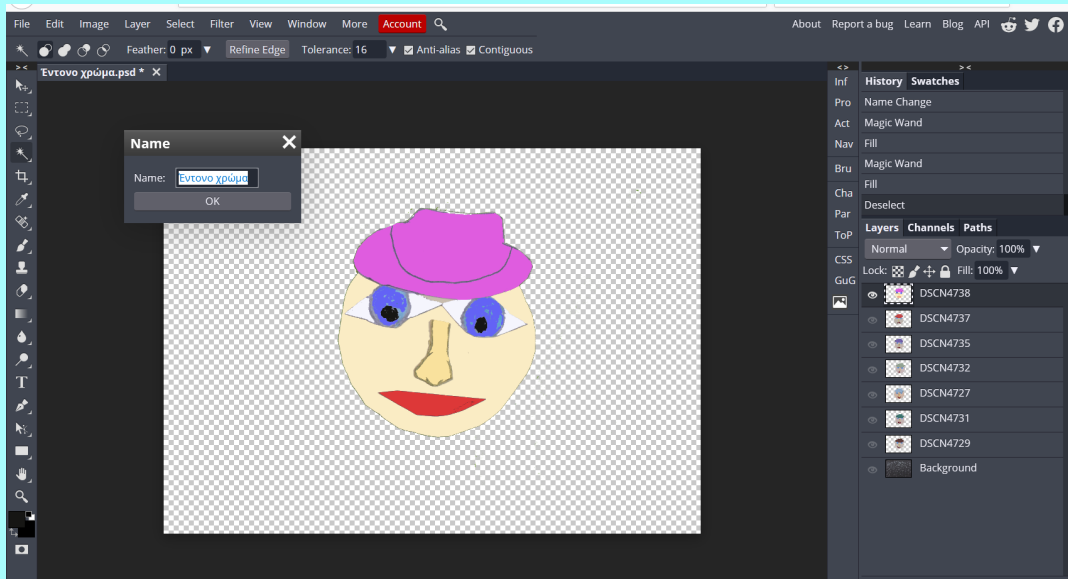 File Edit Image Layer Select Filter View Window More Account About Report a bug Learn Blog API
Feather: 0 px Refine Edge Tolerance: 16 Anti-alias Contiguous
> < < > > <
Έντονο χρώμα.psd *
Name
Name: Έντονο χρώμα
OK
Inf
Pro
Act
Nav
Bru
Cha
Par
ToP
CSS
GuG
History Swatches
Name Change
Magic Wand
Fill
Magic Wand
Fill
Deselect
Layers Channels Paths
Normal Opacity: 100%
Lock: Fill: 100%
DSCN4738
DSCN4737
DSCN4735
DSCN4732
DSCN4727
DSCN4731
DSCN4729
Background